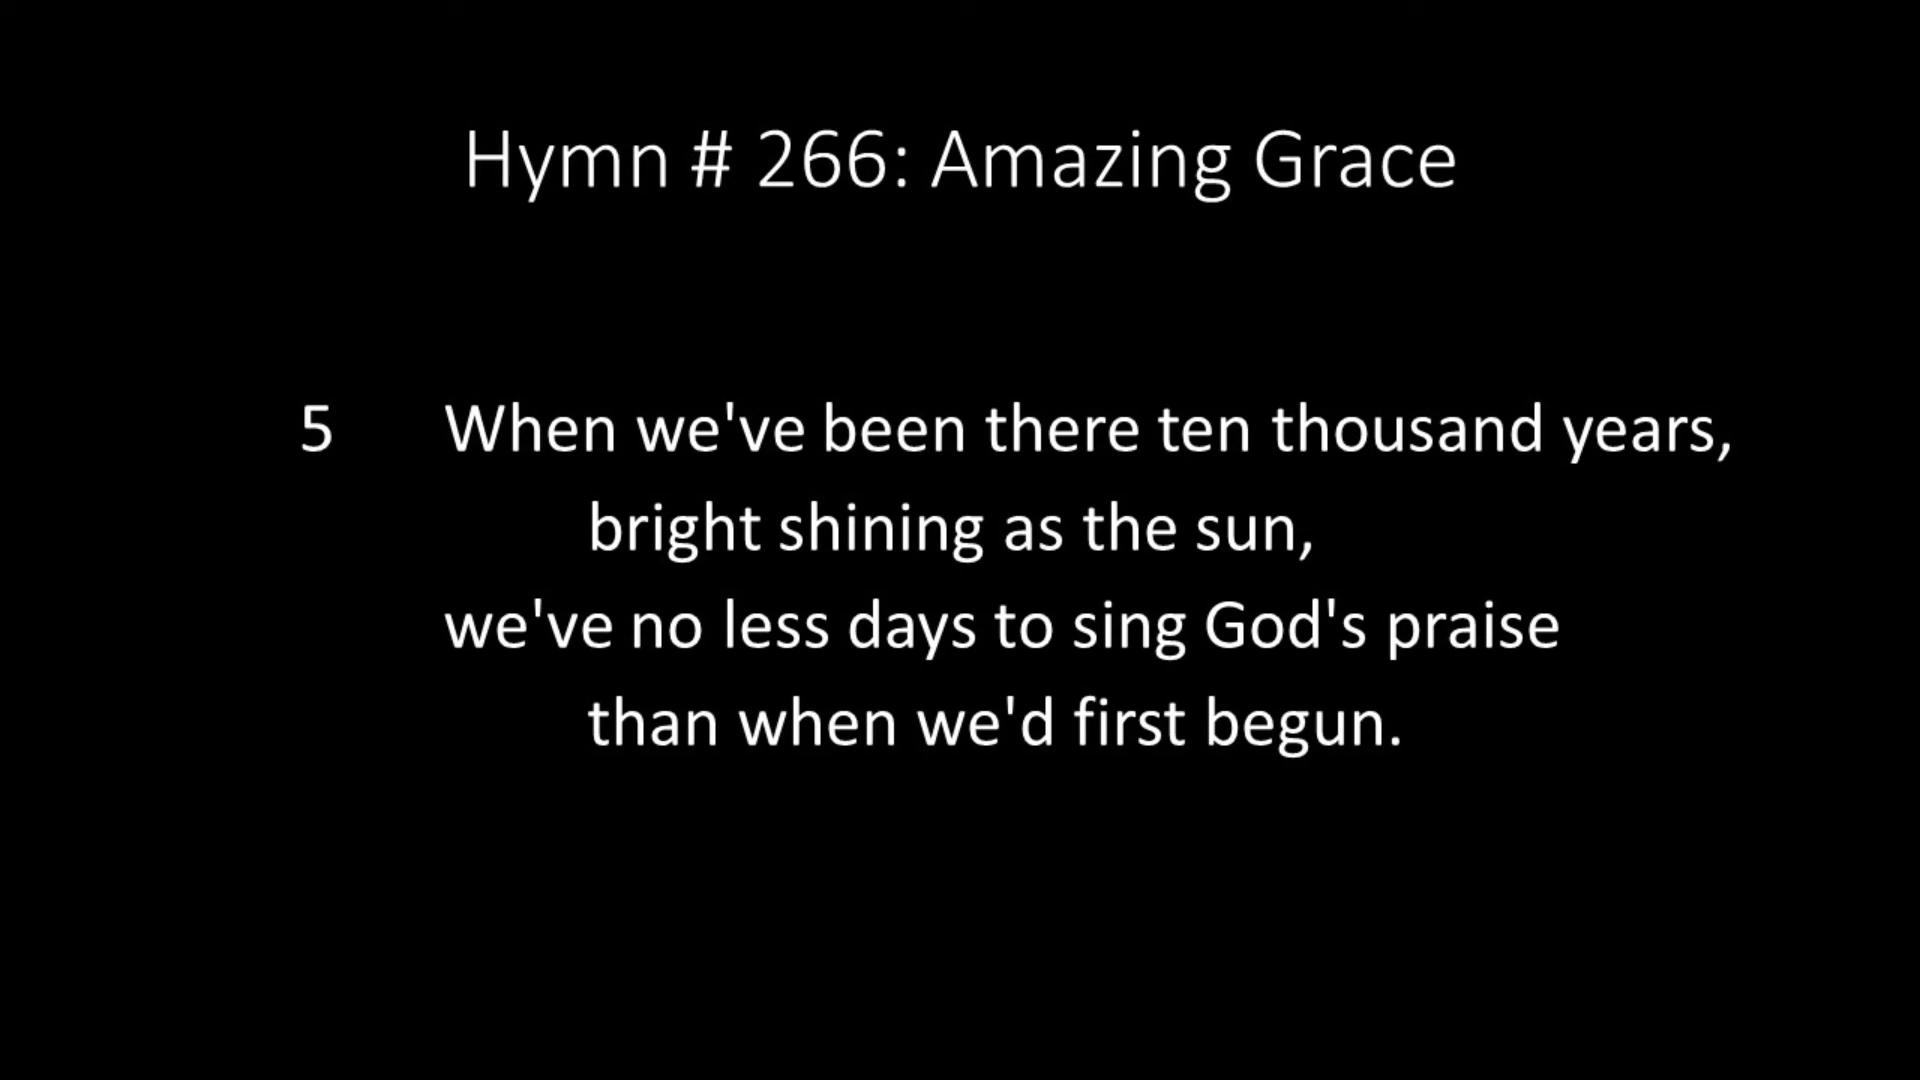 Hymn # 266: Amazing Grace
5 When we've been there ten thousand years,
bright shining as the sun,
we've no less days to sing God's praise
than when we'd first begun.